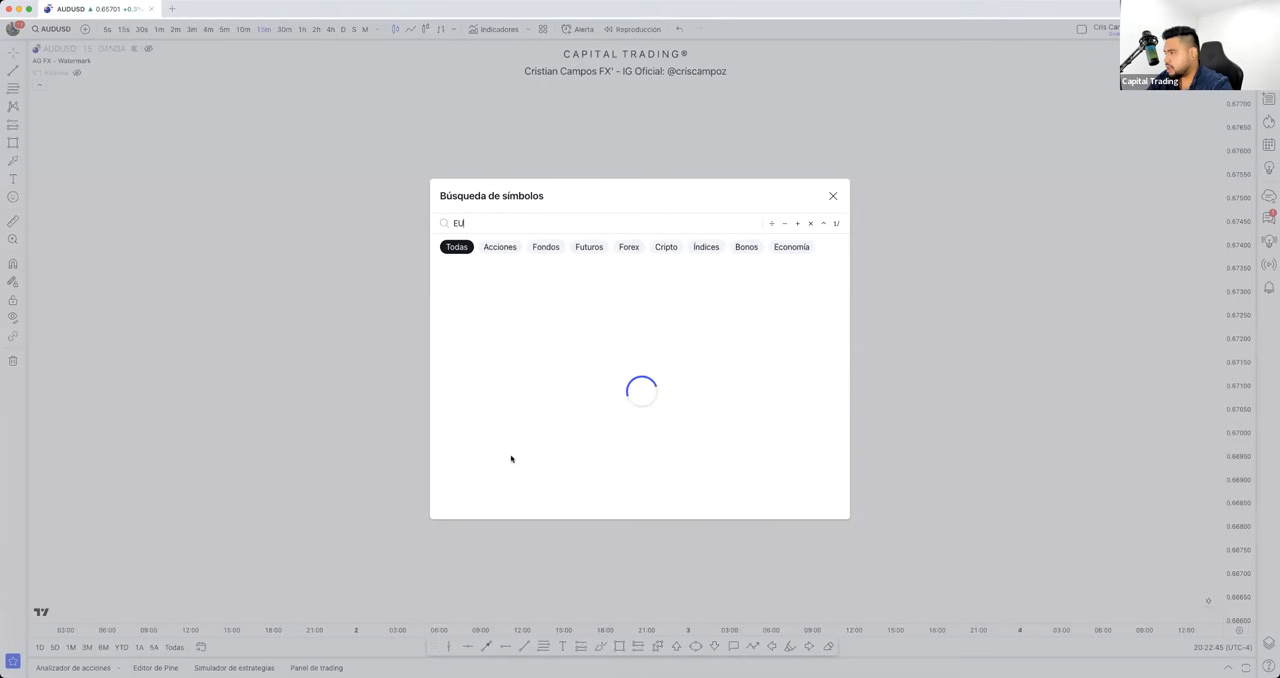 AUDUSD ▲ 0.65701 +0.3%
AUDUSD
5s 15s 30s 1m 2m 3m 4m 5m 10m 15m 30m 1h 2h 4h D S M
Indicadores
Alerta
Reproducción
AUDUSD 15 OANDA
AG FX - Watermark
CAPITAL TRADING®
Cristian Campos FX' - IG Oficial: @criscampoz
Capital Trading
Búsqueda de símbolos
EU
÷ − + × ^ 1/
Todas Acciones Fondos Futuros Forex Cripto Índices Bonos Economía
0.67700
0.67650
0.67600
0.67550
0.67500
0.67450
0.67400
0.67350
0.67300
0.67250
0.67200
0.67150
0.67100
0.67050
0.67000
0.66950
0.66900
0.66850
0.66800
0.66750
0.66700
0.66650
0.66600
03:00 06:00 09:00 12:00 15:00 18:00 21:00 2 03:00 06:00 09:00 12:00 15:00 18:00 21:00 3 03:00 06:00 09:00 12:00 15:00 18:00 21:00 4 03:00 06:00 09:00 12:00
1D 5D 1M 3M 6M YTD 1A 5A Todas
20:22:45 (UTC-4)
Analizador de acciones Editor de Pine Simulador de estrategias Panel de trading